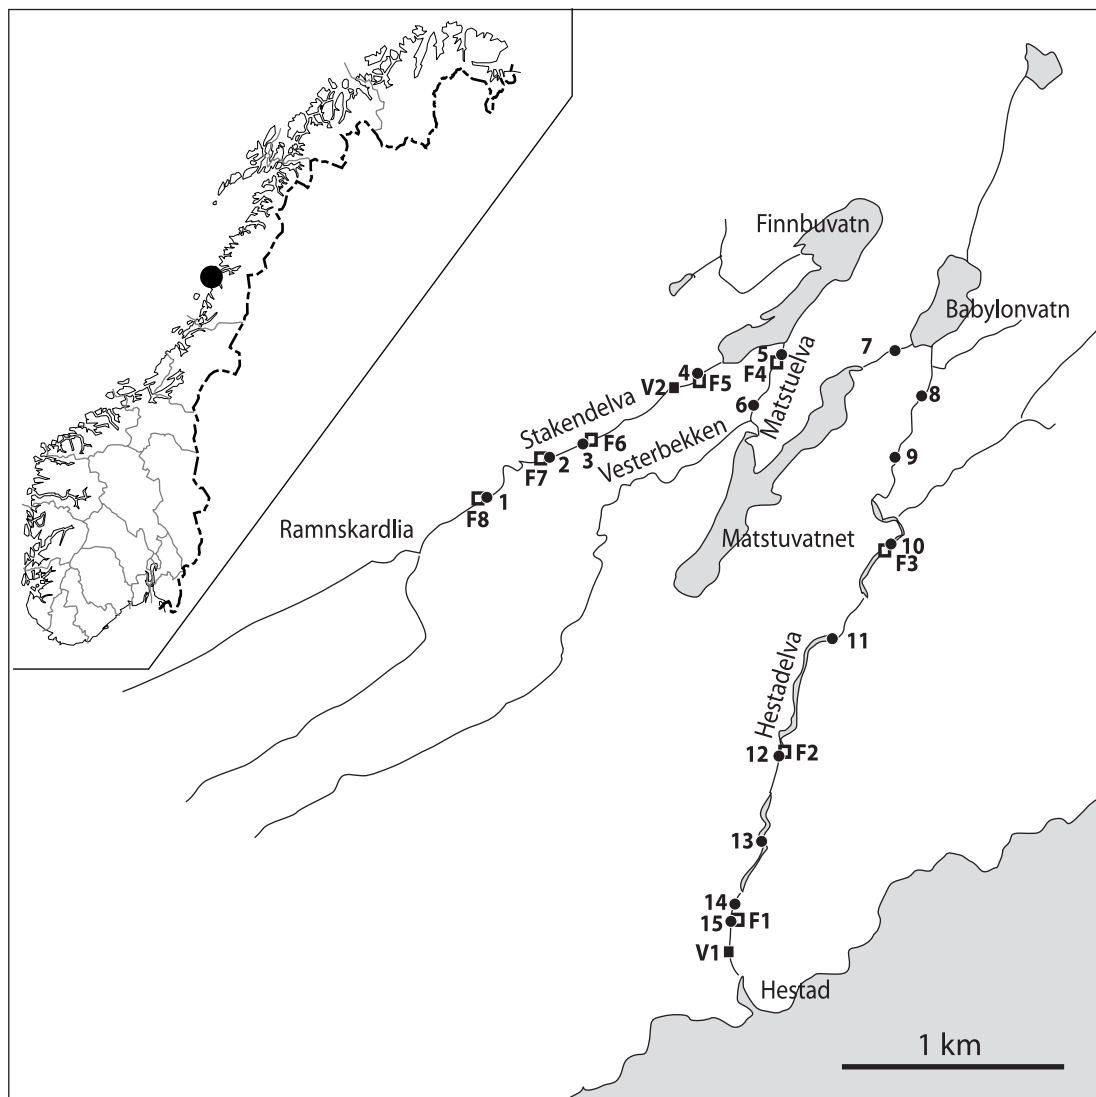 Finnbuvatn
Babylonvatn
7
5
F4
Matstuelva
4
F5
V2
8
6
Stakendelva
Vesterbekken
3
F6
2
F7
9
1
F8
Ramnskardlia
Matstuvatnet
10
F3
11
Hestadelva
12
F2
13
14
15
F1
V1
Hestad
1 km